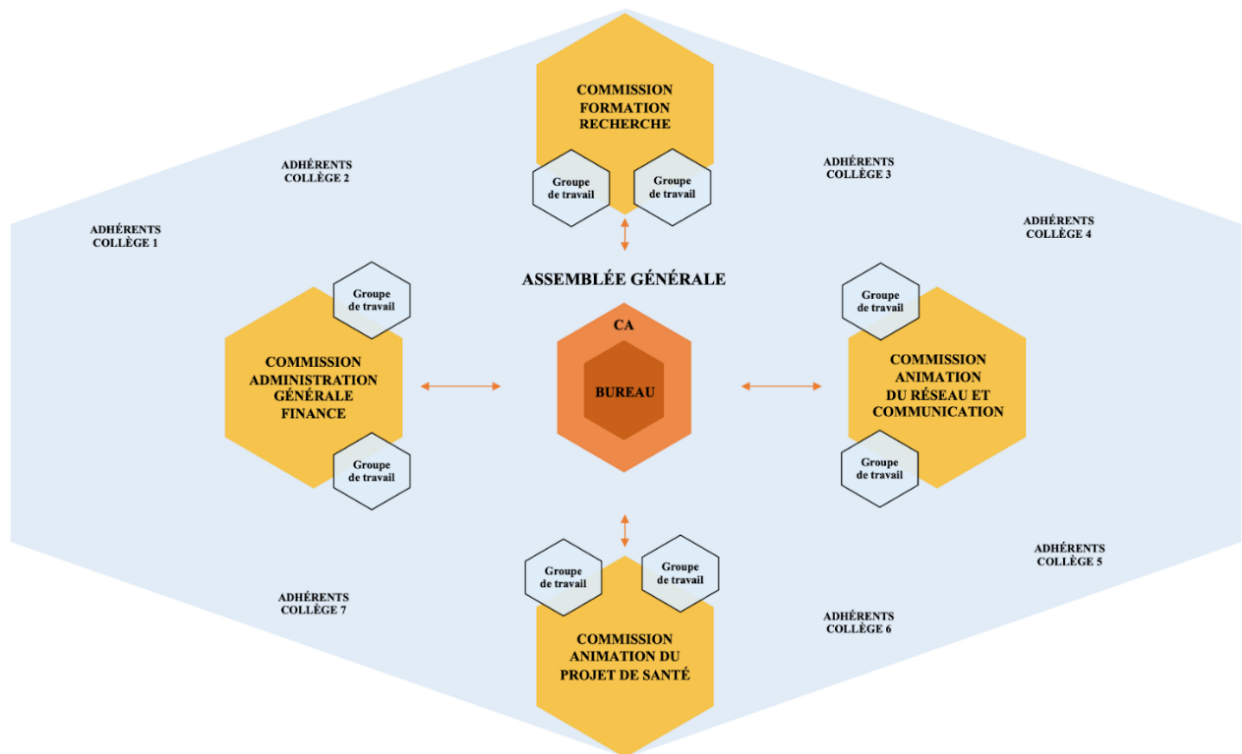 COMMISSION
FORMATION
RECHERCHE
Groupe
de travail
Groupe
de travail
ADHÉRENTS
COLLÈGE 2
ADHÉRENTS
COLLÈGE 3
ADHÉRENTS
COLLÈGE 1
ADHÉRENTS
COLLÈGE 4
ASSEMBLÉE GÉNÉRALE
Groupe
de travail
COMMISSION
ADMINISTRATION
GÉNÉRALE
FINANCE
Groupe
de travail
CA
BUREAU
Groupe
de travail
COMMISSION
ANIMATION
DU RÉSEAU ET
COMMUNICATION
Groupe
de travail
ADHÉRENTS
COLLÈGE 5
Groupe
de travail
Groupe
de travail
COMMISSION
ANIMATION DU
PROJET DE SANTÉ
ADHÉRENTS
COLLÈGE 7
ADHÉRENTS
COLLÈGE 6